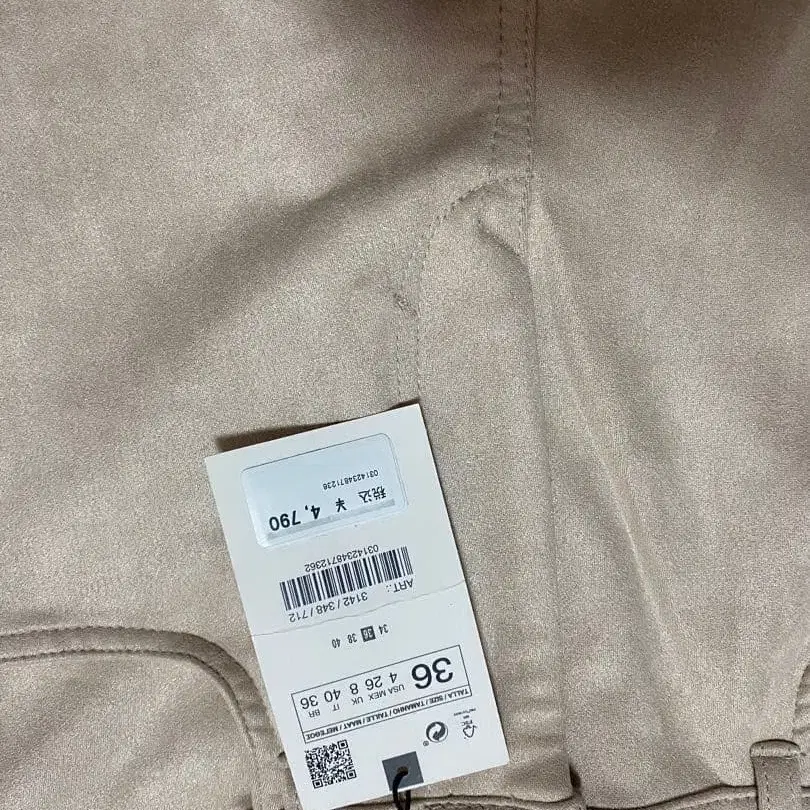 TALLA / SIZE / TAMANHO / TAILLE / MAAT / ΜΕΓΕΘΟΣ
36
USA 4
MEX 26
UK 8
IT 40
BR 36
34 36 38 40
ART.: 3142 / 348 / 712
03142348712362
税込 ¥ 4,790
0314234871236